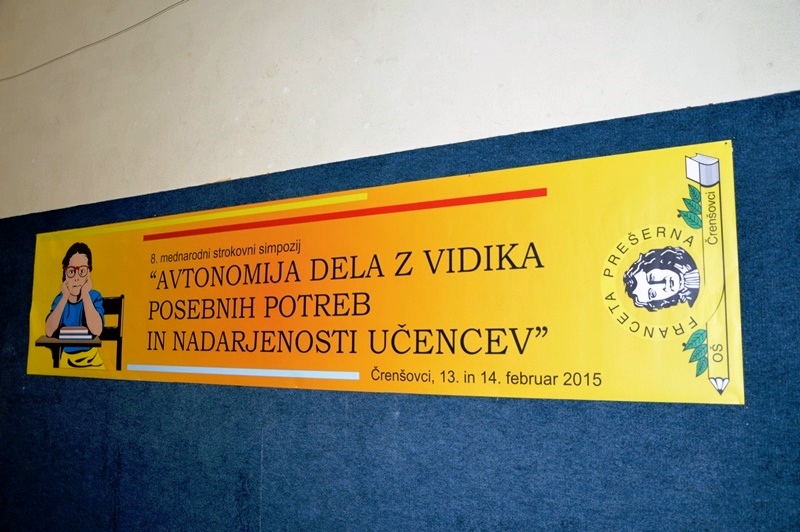 8. mednarodni strokovni simpozij
“AVTONOMIJA DELA Z VIDIKA
POSEBNIH POTREB
IN NADARJENOSTI UČENCEV”
Črenšovci, 13. in 14. februar 2015
FRANCETA PREŠERNA
OŠ Črenšovci